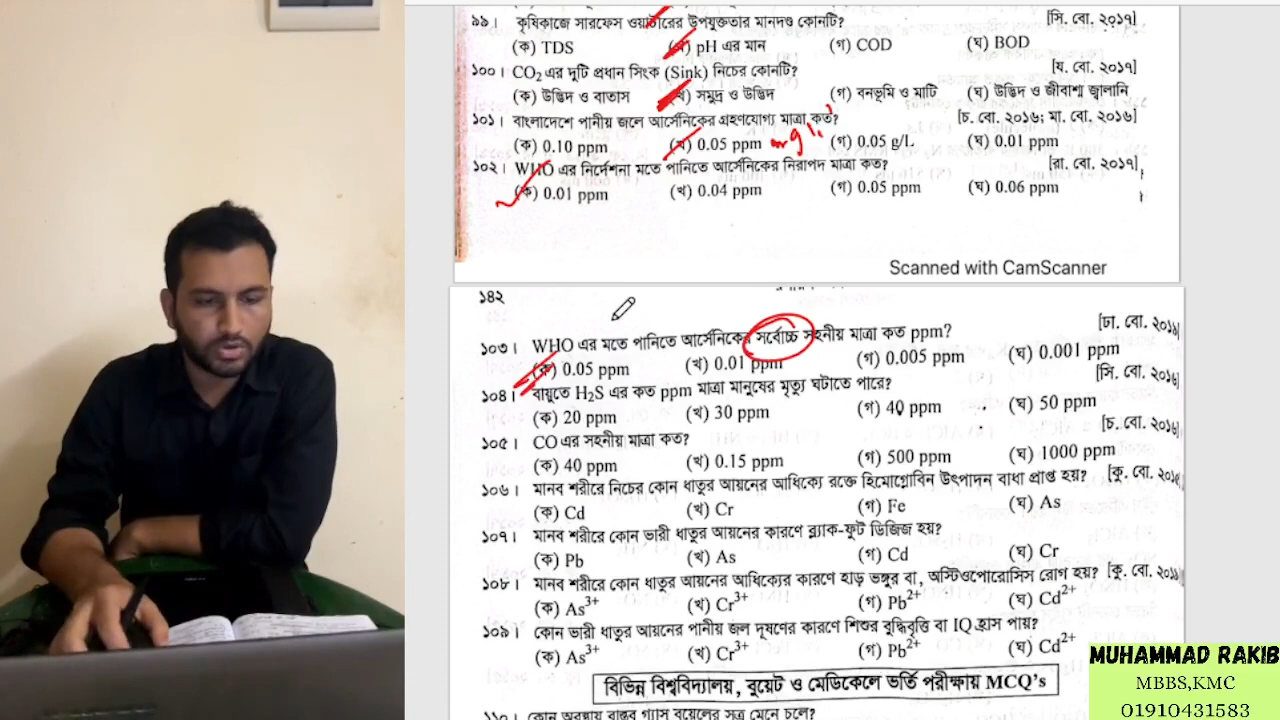 ৯৯। কৃষিকাজে সারফেস ওয়াটারের উপযুক্ততার মানদণ্ড কোনটি? [সি. বো. ২০১৭]
(ক) TDS (খ) pH এর মান (গ) COD (ঘ) BOD
১০০। CO2 এর দুটি প্রধান সিংক (Sink) নিচের কোনটি? [য. বো. ২০১৭]
(ক) উদ্ভিদ ও বাতাস (খ) সমুদ্র ও উদ্ভিদ (গ) বনভূমি ও মাটি (ঘ) উদ্ভিদ ও জীবাশ্ম জ্বালানি
১০১। বাংলাদেশে পানীয় জলে আর্সেনিকের গ্রহণযোগ্য মাত্রা কত? [চ. বো. ২০১৬; মা. বো. ২০১৬]
(ক) 0.10 ppm (খ) 0.05 ppm (গ) 0.05 g/L (ঘ) 0.01 ppm
১০২। WHO এর নির্দেশনা মতে পানিতে আর্সেনিকের নিরাপদ মাত্রা কত? [রা. বো. ২০১৭]
(ক) 0.01 ppm (খ) 0.04 ppm (গ) 0.05 ppm (ঘ) 0.06 ppm
Scanned with CamScanner
১৪২
১০৩। WHO এর মতে পানিতে আর্সেনিকের সর্বোচ্চ সহনীয় মাত্রা কত ppm? [ঢা. বো.
(ক) 0.05 ppm (খ) 0.01 ppm (গ) 0.005 ppm (ঘ) 0.001 ppm
১০৪। বায়ুতে H2S এর কত ppm মাত্রা মানুষের মৃত্যু ঘটাতে পারে? [সি. বো.
(ক) 20 ppm (খ) 30 ppm (গ) 40 ppm (ঘ) 50 ppm
১০৫। CO এর সহনীয় মাত্রা কত? [চ. বো.
(ক) 40 ppm (খ) 0.15 ppm (গ) 500 ppm (ঘ) 1000 ppm
১০৬। মানব শরীরে নিচের কোন ধাতুর আয়নের আধিক্যে রক্তে হিমোগ্লোবিন উৎপাদন বাধা প্রাপ্ত হয়? [কু. বো.
(ক) Cd (খ) Cr (গ) Fe (ঘ) As
১০৭। মানব শরীরে কোন ভারী ধাতুর আয়নের কারণে ব্ল্যাক-ফুট ডিজিজ হয়?
(ক) Pb (খ) As (গ) Cd (ঘ) Cr
১০৮। মানব শরীরে কোন ধাতুর আয়নের আধিক্যের কারণে হাড় ভঙ্গুর বা, অস্টিওপোরোসিস রোগ হয়? [কু. বো.
(ক) As3+ (খ) Cr3+ (গ) Pb2+ (ঘ) Cd2+
১০৯। কোন ভারী ধাতুর আয়নের পানীয় জল দূষণের কারণে শিশুর বুদ্ধিবৃত্তি বা IQ হ্রাস পায়?
(ক) As3+ (খ) Cr3+ (গ) Pb2+ (ঘ) Cd2+
বিভিন্ন বিশ্ববিদ্যালয়, বুয়েট ও মেডিকেলে ভর্তি পরীক্ষায় MCQ's
১১০। কোন অবস্থায় বাস্তব গ্যাস বয়েলের সূত্র মেনে চলে?
MUHAMMAD RAKIB
MBBS,KMC
01910431583